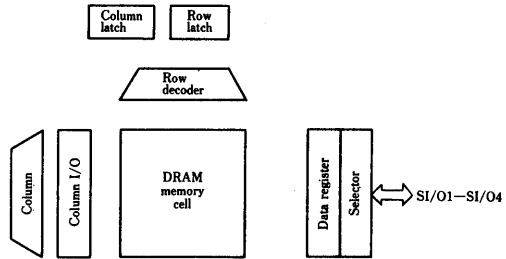 Column
latch
Row
latch
Row
decoder
Column
Column I/O
DRAM
memory
cell
Data register
Selector
SI/O1—SI/O4